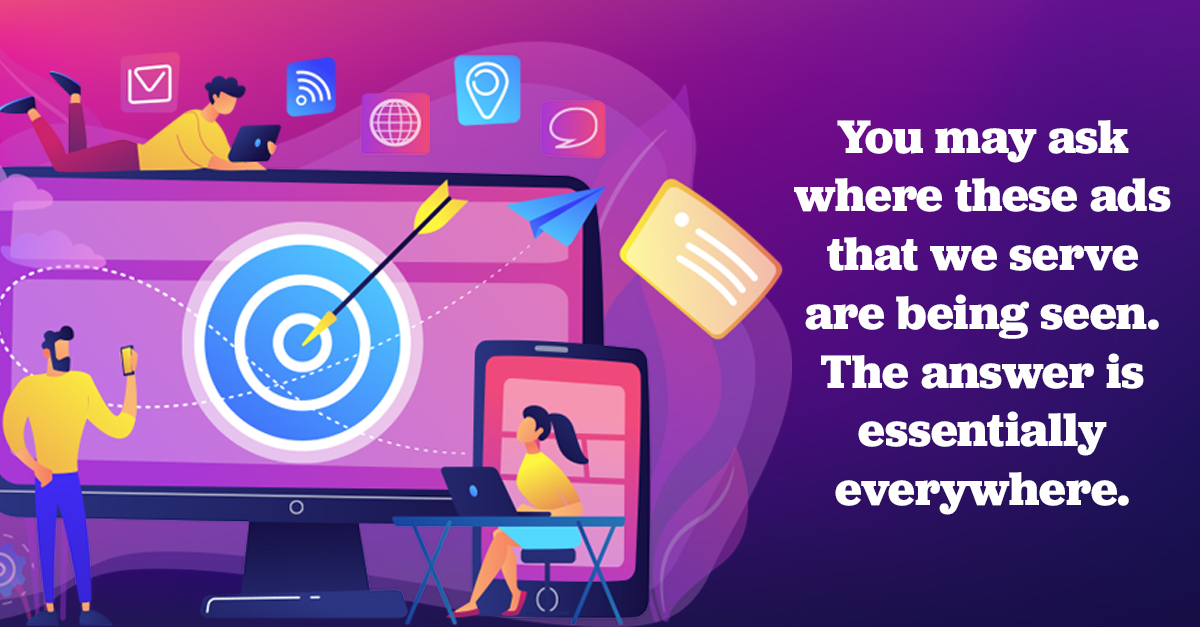 You may ask
where these ads
that we serve
are being seen.
The answer is
essentially
everywhere.